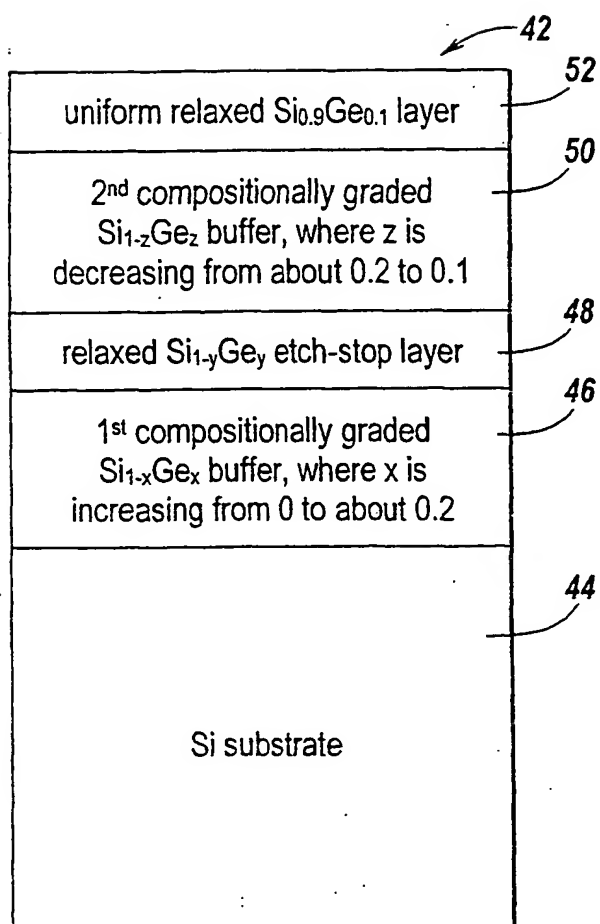 42
52
uniform relaxed Si0.9Ge0.1 layer
50
2nd compositionally graded
Si1-zGez buffer, where z is
decreasing from about 0.2 to 0.1
48
relaxed Si1-yGey etch-stop layer
46
1st compositionally graded
Si1-xGex buffer, where x is
increasing from 0 to about 0.2
44
Si substrate